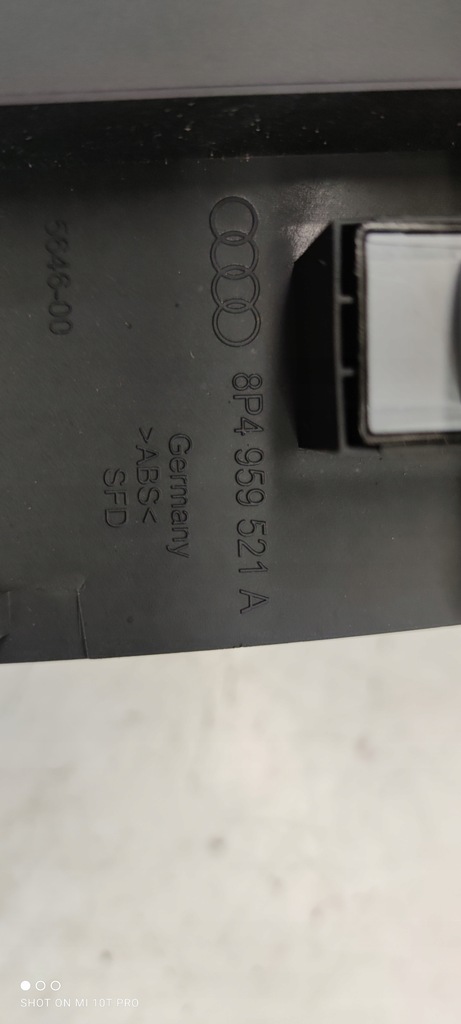 5646-00
8P4 959 521 A
Germany
>ABS<
SFD
SHOT ON MI 10T PRO